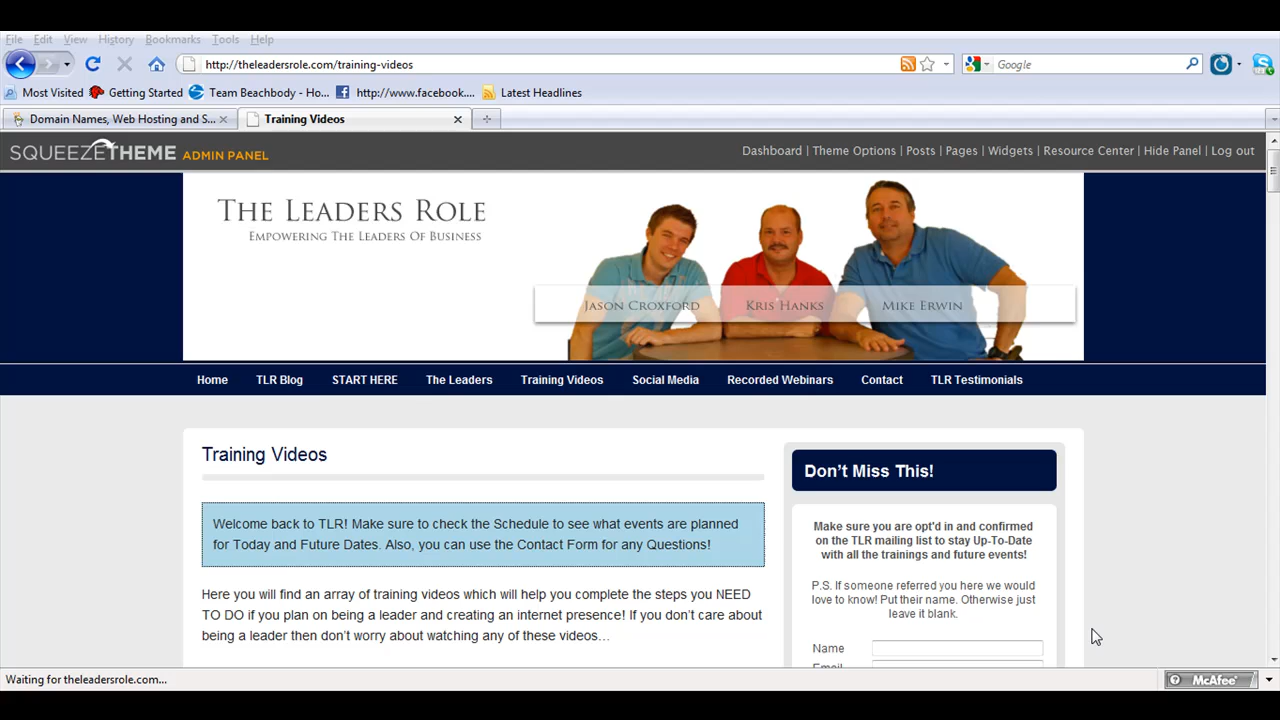 File Edit View History Bookmarks Tools Help
http://theleadersrole.com/training-videos
Google
Most Visited Getting Started Team Beachbody - Ho... http://www.facebook.... Latest Headlines
Domain Names, Web Hosting and S... Training Videos
SQUEEZETHEME ADMIN PANEL
Dashboard | Theme Options | Posts | Pages | Widgets | Resource Center | Hide Panel | Log out
The Leaders Role
Empowering The Leaders Of Business
Jason Croxford Kris Hanks Mike Erwin
Home TLR Blog START HERE The Leaders Training Videos Social Media Recorded Webinars Contact TLR Testimonials
Training Videos
Welcome back to TLR! Make sure to check the Schedule to see what events are planned
for Today and Future Dates. Also, you can use the Contact Form for any Questions!
Here you will find an array of training videos which will help you complete the steps you NEED
TO DO if you plan on being a leader and creating an internet presence! If you don't care about
being a leader then don't worry about watching any of these videos…
Don't Miss This!
Make sure you are opt'd in and confirmed
on the TLR mailing list to stay Up-To-Date
with all the trainings and future events!
P.S. If someone referred you here we would
love to know! Put their name. Otherwise just
leave it blank.
Name
Email
Waiting for theleadersrole.com...
McAfee